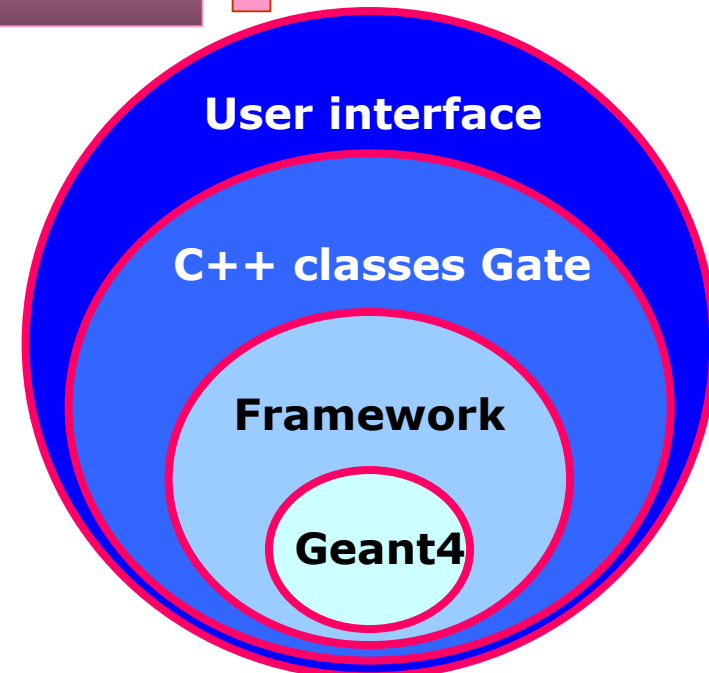 User interface
C++ classes Gate
Framework
Geant4